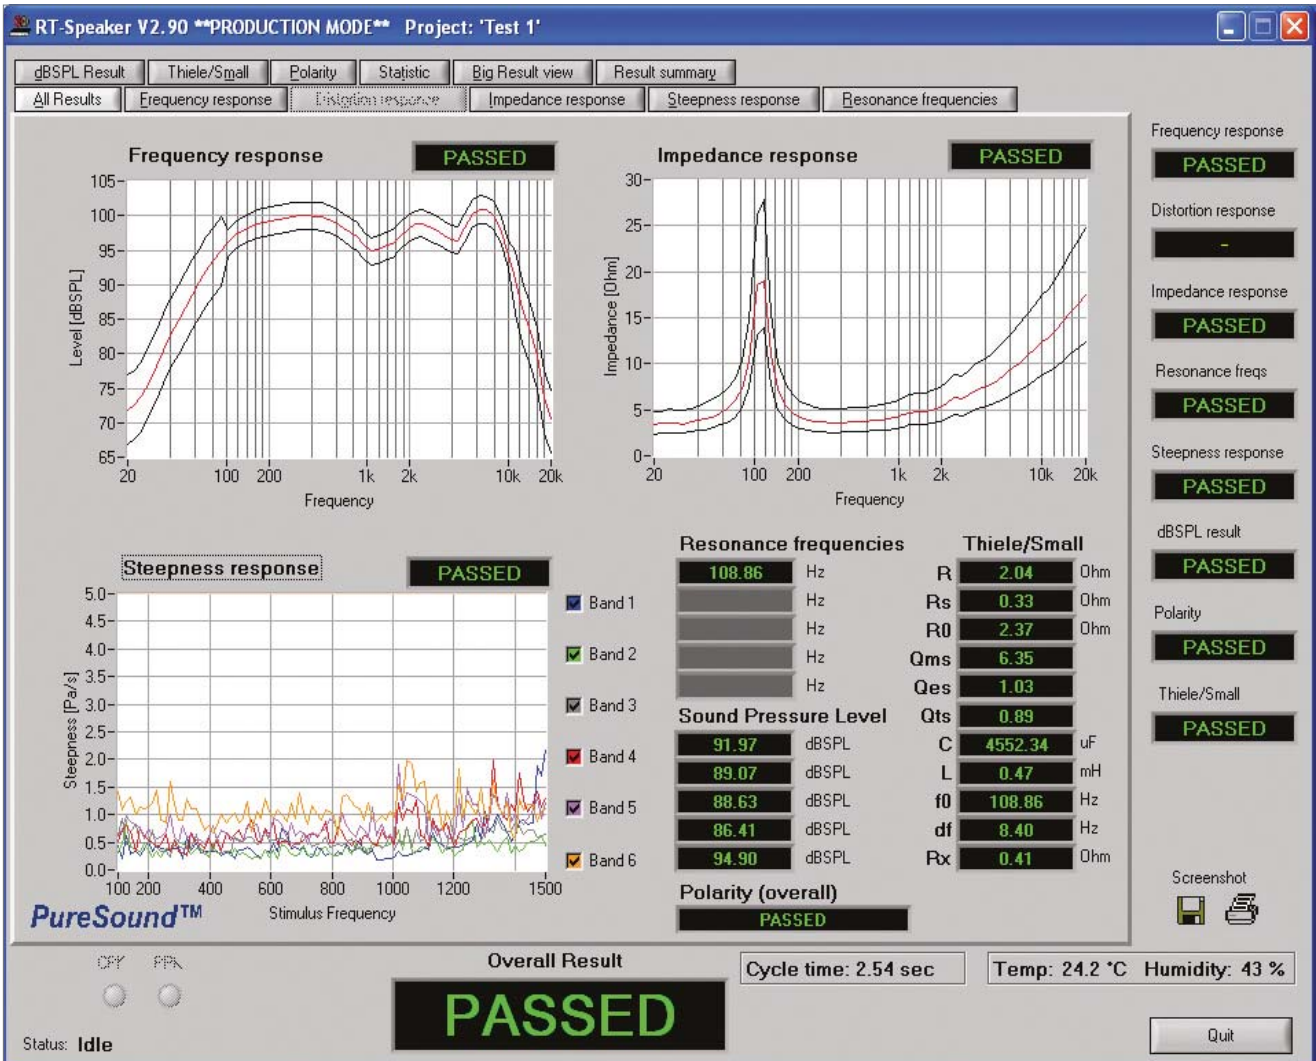 RT-Speaker V2.90 **PRODUCTION MODE** Project: 'Test 1'
dBSPL Result Thiele/Small Polarity Statistic Big Result view Result summary
All Results Frequency response Distortion response Impedance response Steepness response Resonance frequencies
Frequency response PASSED
105
100
95
90
85
80
75
70
65
Level [dBSPL]
20 100 200 1k 2k 10k 20k
Frequency
Impedance response PASSED
30
25
20
15
10
5
0
Impedance [Ohm]
20 100 200 1k 2k 10k 20k
Frequency
Steepness response PASSED
5.0
4.5
4.0
3.5
3.0
2.5
2.0
1.5
1.0
0.5
0.0
Steepness [Pa/s]
100 200 400 600 800 1000 1200 1500
Stimulus Frequency
Band 1
Band 2
Band 3
Band 4
Band 5
Band 6
PureSound™
Resonance frequencies
108.86 Hz
Hz
Hz
Hz
Hz
Sound Pressure Level
91.97 dBSPL
89.07 dBSPL
88.63 dBSPL
86.41 dBSPL
94.90 dBSPL
Polarity (overall)
PASSED
Thiele/Small
R 2.04 Ohm
Rs 0.33 Ohm
R0 2.37 Ohm
Qms 6.35
Qes 1.03
Qts 0.89
C 4552.34 uF
L 0.47 mH
f0 108.86 Hz
df 8.40 Hz
Rx 0.41 Ohm
Frequency response
PASSED
Distortion response
-
Impedance response
PASSED
Resonance freqs
PASSED
Steepness response
PASSED
dBSPL result
PASSED
Polarity
PASSED
Thiele/Small
PASSED
Screenshot
Overall Result
PASSED
Cycle time: 2.54 sec
Temp: 24.2 °C Humidity: 43 %
Status: Idle
Quit